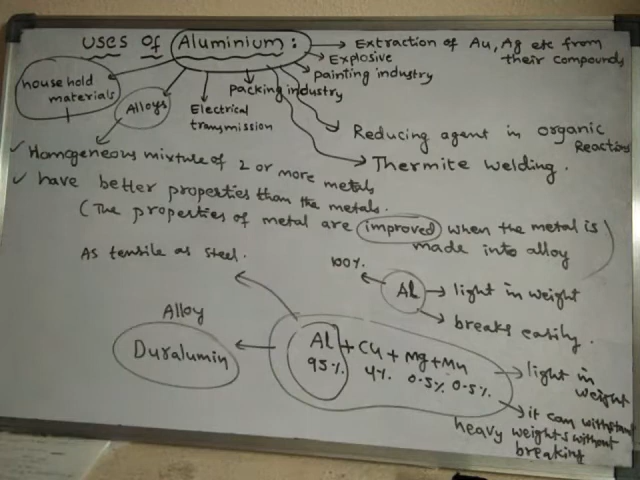 Uses of Aluminium:
Extraction of Au, Ag etc from
their compounds
Explosive
painting industry
packing industry
household
materials
Alloys
Electrical
transmission
Reducing agent in organic
Reactions
Thermite welding.
✓ Homogeneous mixture of 2 or more metals
✓ have better properties than the metals.
(The properties of metal are improved when the metal is
made into alloy)
As tensile as steel.
100%
Al
light in weight
breaks easily.
Alloy
Duralumin
Al + Cu + Mg + Mn
95% 4% 0.5% 0.5%
light in
weight
it can withstand
heavy weights without
breaking